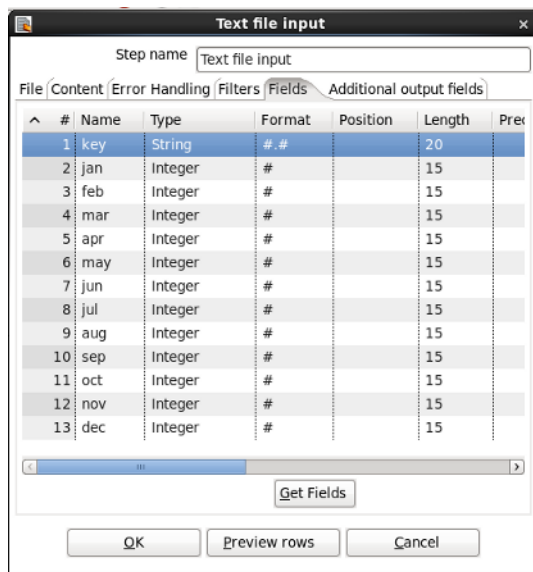 Text file input
Step name Text file input
File Content Error Handling Filters Fields Additional output fields
# Name Type Format Position Length Prec
1 key String #.# 20
2 jan Integer # 15
3 feb Integer # 15
4 mar Integer # 15
5 apr Integer # 15
6 may Integer # 15
7 jun Integer # 15
8 jul Integer # 15
9 aug Integer # 15
10 sep Integer # 15
11 oct Integer # 15
12 nov Integer # 15
13 dec Integer # 15
Get Fields
OK Preview rows Cancel